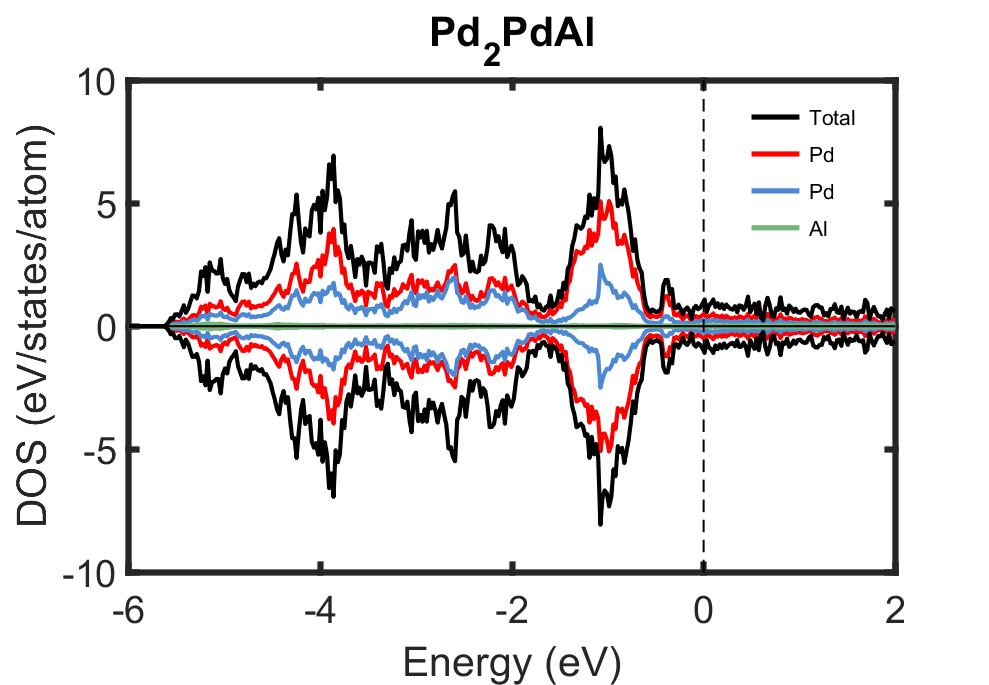 Pd₂PdAl
10
5
0
-5
-10
DOS (eV/states/atom)
Total
Pd
Pd
Al
-6 -4 -2 0 2
Energy (eV)